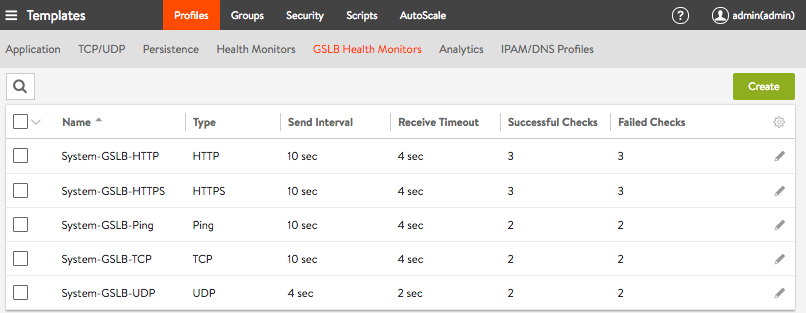 Templates Profiles Groups Security Scripts AutoScale ? admin(admin)
Application TCP/UDP Persistence Health Monitors GSLB Health Monitors Analytics IPAM/DNS Profiles
Create
Name Type Send Interval Receive Timeout Successful Checks Failed Checks
System-GSLB-HTTP HTTP 10 sec 4 sec 3 3
System-GSLB-HTTPS HTTPS 10 sec 4 sec 3 3
System-GSLB-Ping Ping 10 sec 4 sec 2 2
System-GSLB-TCP TCP 10 sec 4 sec 2 2
System-GSLB-UDP UDP 4 sec 2 sec 2 2